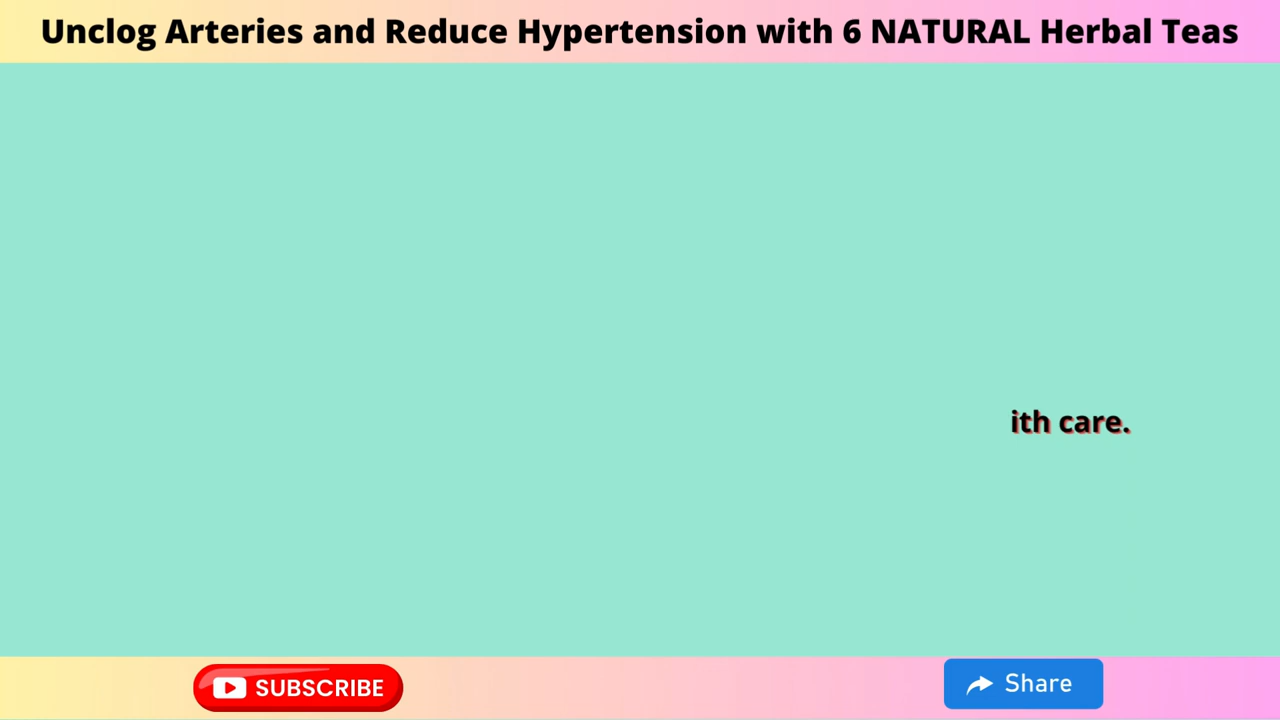 Unclog Arteries and Reduce Hypertension with 6 NATURAL Herbal Teas
ith care.
SUBSCRIBE
Share